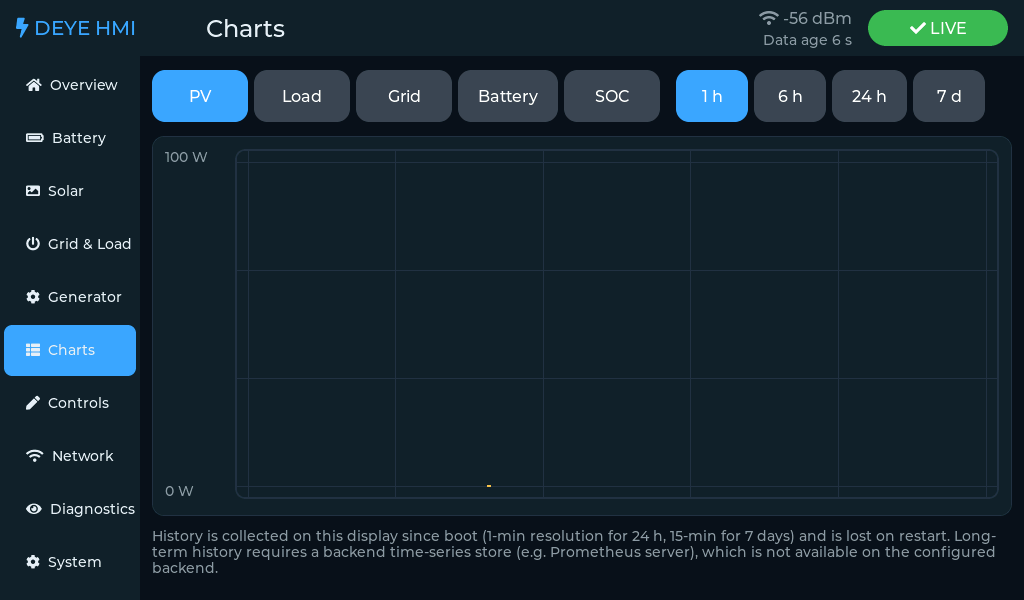 DEYE HMI
Charts
-56 dBm
Data age 6 s
LIVE
Overview
Battery
Solar
Grid & Load
Generator
Charts
Controls
Network
Diagnostics
System
PV
Load
Grid
Battery
SOC
1 h
6 h
24 h
7 d
100 W
0 W
History is collected on this display since boot (1-min resolution for 24 h, 15-min for 7 days) and is lost on restart. Long-
term history requires a backend time-series store (e.g. Prometheus server), which is not available on the configured
backend.